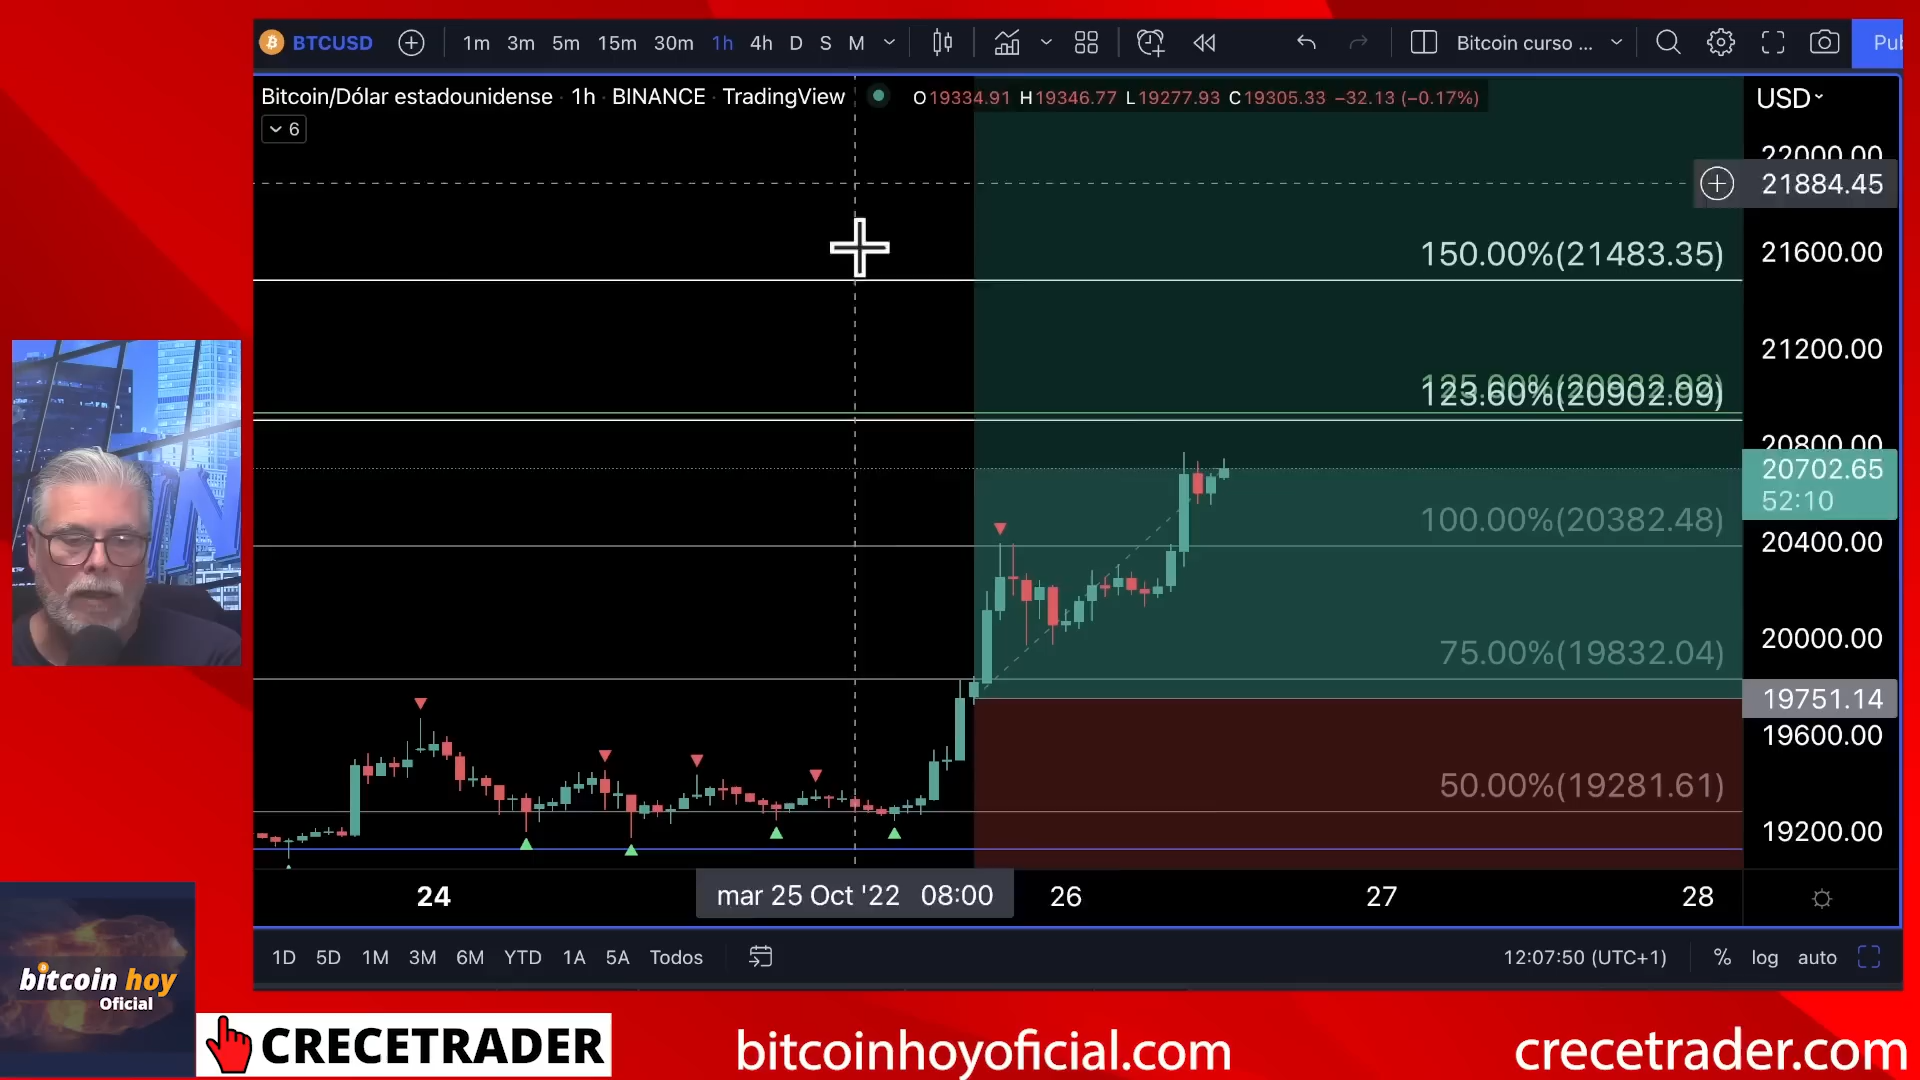 BTCUSD 1m 3m 5m 15m 30m 1h 4h D S M Bitcoin curso ... Pu
Bitcoin/Dólar estadounidense · 1h · BINANCE · TradingView O19334.91 H19346.77 L19277.93 C19305.33 −32.13 (−0.17%) USD
6
22000.00
21884.45
150.00%(21483.35) 21600.00
21200.00
123.60%(20902.09)
20800.00
20702.65
52:10
100.00%(20382.48)
20400.00
20000.00
75.00%(19832.04)
19751.14
19600.00
50.00%(19281.61)
19200.00
24 mar 25 Oct '22 08:00 26 27 28
1D 5D 1M 3M 6M YTD 1A 5A Todos 12:07:50 (UTC+1) % log auto
bitcoin hoy
Oficial
CRECETRADER
bitcoinhoyoficial.com
crecetrader.com